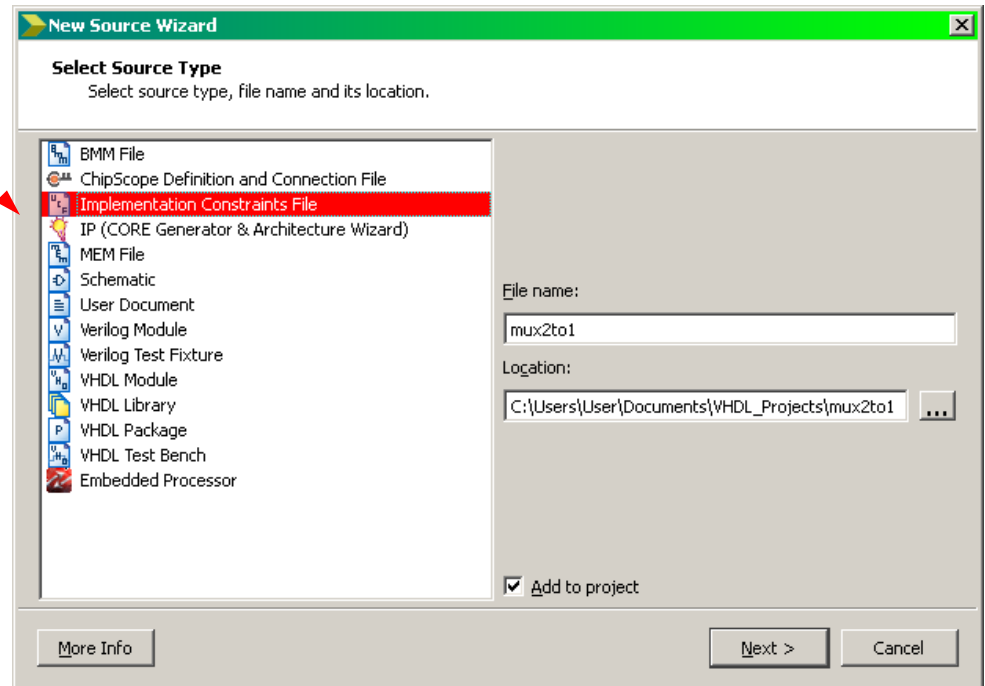 New Source Wizard
Select Source Type
Select source type, file name and its location.
BMM File
ChipScope Definition and Connection File
Implementation Constraints File
IP (CORE Generator & Architecture Wizard)
MEM File
Schematic
User Document
Verilog Module
Verilog Test Fixture
VHDL Module
VHDL Library
VHDL Package
VHDL Test Bench
Embedded Processor
File name:
mux2to1
Location:
C:\Users\User\Documents\VHDL_Projects\mux2to1
...
Add to project
More Info
Next >
Cancel